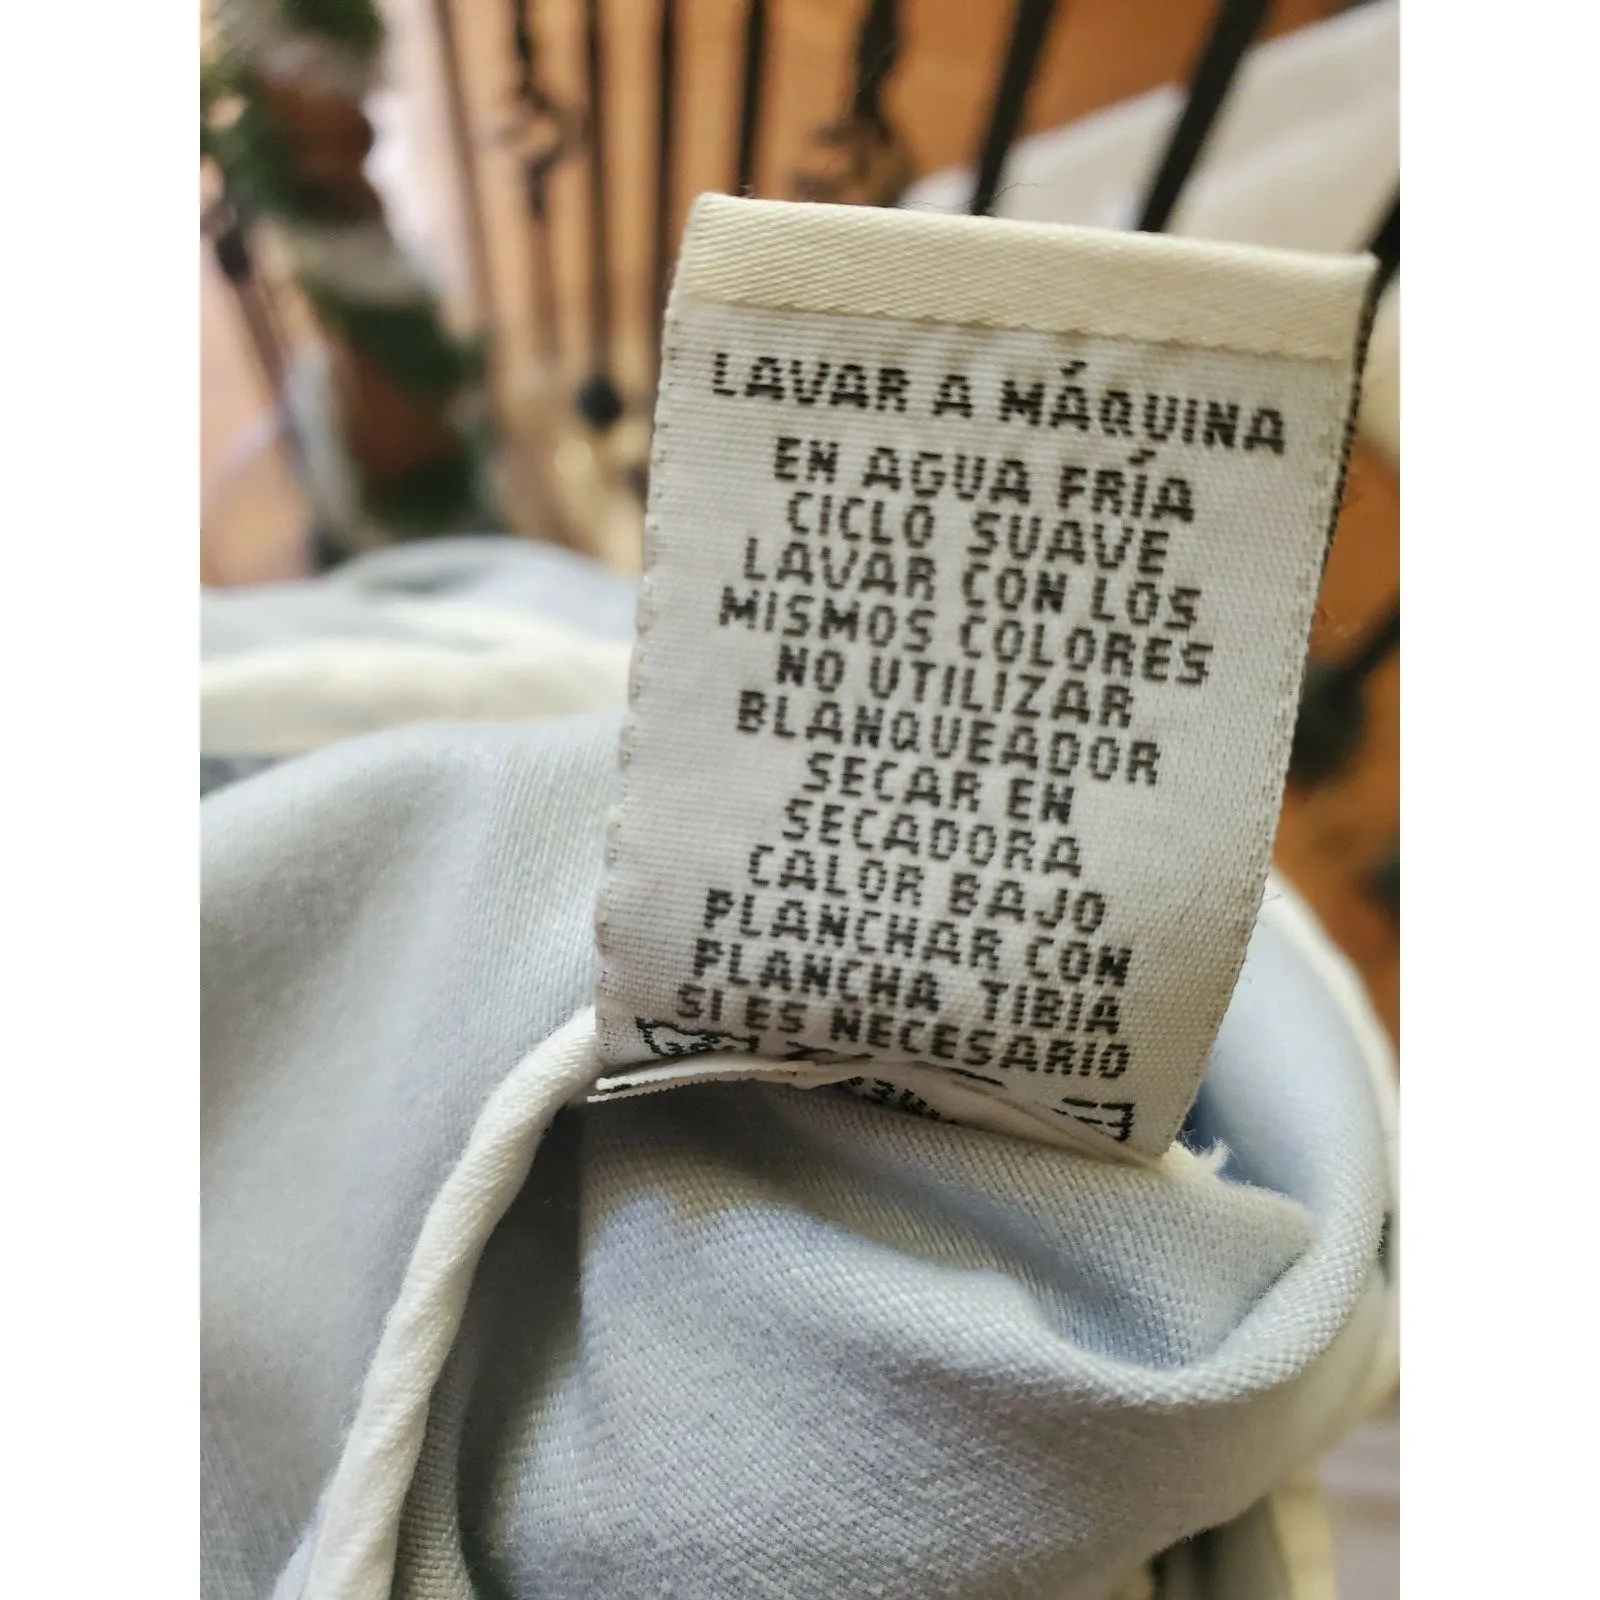 LAVAR A MÁQUINA
EN AGUA FRÍA
CICLO SUAVE
LAVAR CON LOS
MISMOS COLORES
NO UTILIZAR
BLANQUEADOR
SECAR EN
SECADORA
CALOR BAJO
PLANCHAR CON
PLANCHA TIBIA
SI ES NECESARIO